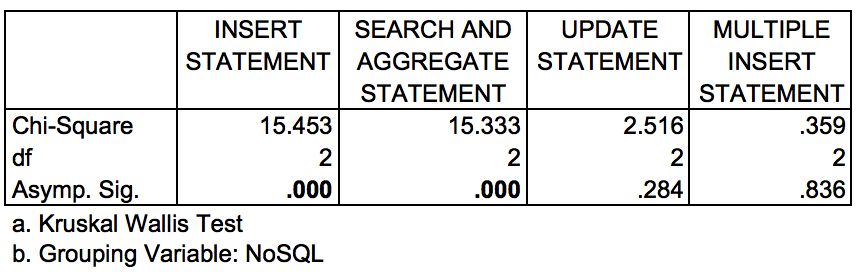 INSERT STATEMENT SEARCH AND AGGREGATE STATEMENT UPDATE STATEMENT MULTIPLE INSERT STATEMENT
Chi-Square 15.453 15.333 2.516 .359
df 2 2 2 2
Asymp. Sig. .000 .000 .284 .836
a. Kruskal Wallis Test
b. Grouping Variable: NoSQL